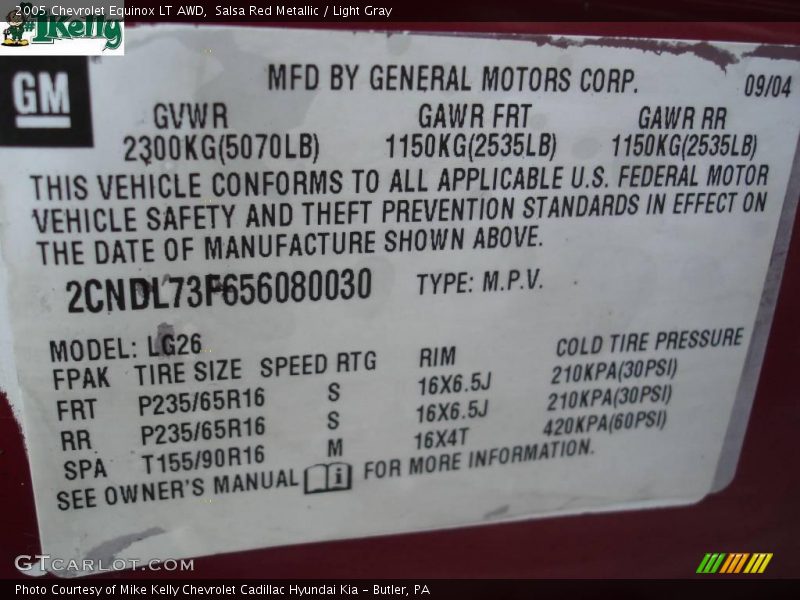 2005 Chevrolet Equinox LT AWD, Salsa Red Metallic / Light Gray
#1Kelly
GM
MFD BY GENERAL MOTORS CORP. 09/04
GVWR GAWR FRT GAWR RR
2300KG(5070LB) 1150KG(2535LB) 1150KG(2535LB)
THIS VEHICLE CONFORMS TO ALL APPLICABLE U.S. FEDERAL MOTOR
VEHICLE SAFETY AND THEFT PREVENTION STANDARDS IN EFFECT ON
THE DATE OF MANUFACTURE SHOWN ABOVE.
2CNDL73F656080030 TYPE: M.P.V.
MODEL: LG26
FPAK TIRE SIZE SPEED RTG RIM COLD TIRE PRESSURE
FRT P235/65R16 S 16X6.5J 210KPA(30PSI)
RR P235/65R16 S 16X6.5J 210KPA(30PSI)
SPA T155/90R16 M 16X4T 420KPA(60PSI)
SEE OWNER'S MANUAL i FOR MORE INFORMATION.
GTCARLOT.COM
Photo Courtesy of Mike Kelly Chevrolet Cadillac Hyundai Kia - Butler, PA